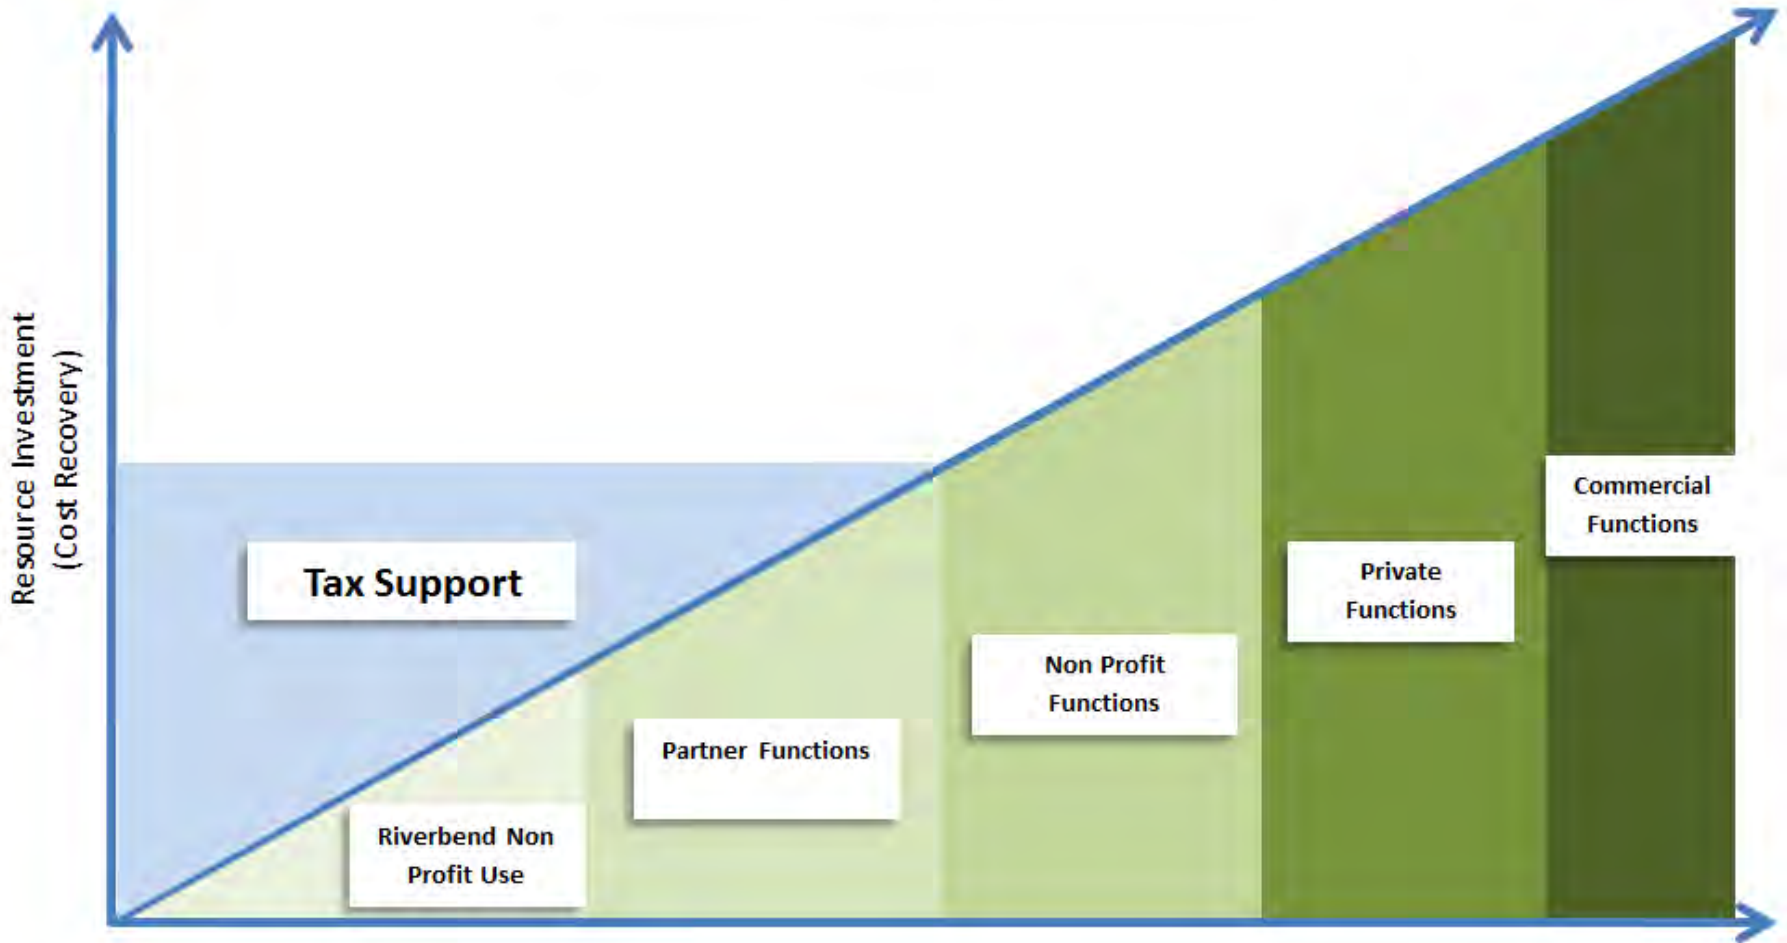 Resource Investment
(Cost Recovery)
Tax Support
Riverbend Non
Profit Use
Partner Functions
Non Profit
Functions
Private
Functions
Commercial
Functions